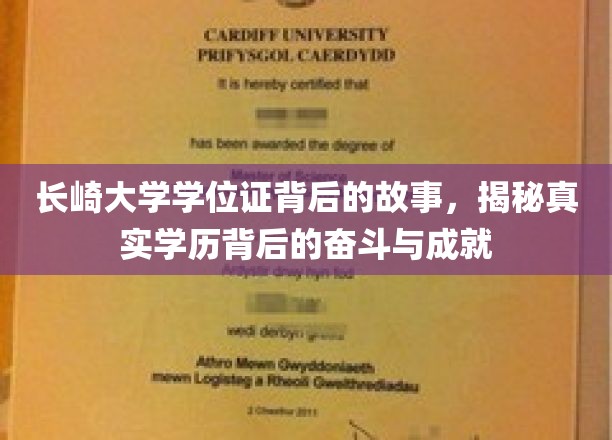 CARDIFF UNIVERSITY
PRIFYSGOL CAERDYDD
It is hereby certified that
has been awarded the degree of
Master of Science
长崎大学学位证背后的故事，揭秘真
实学历背后的奋斗与成就
Ardystir drwy hyn fod
wedi derbyn
Athro Mewn Gwyddoniaeth
mewn Logisteg a Rheoli Gweithrediadau
2 Chwefror 2011